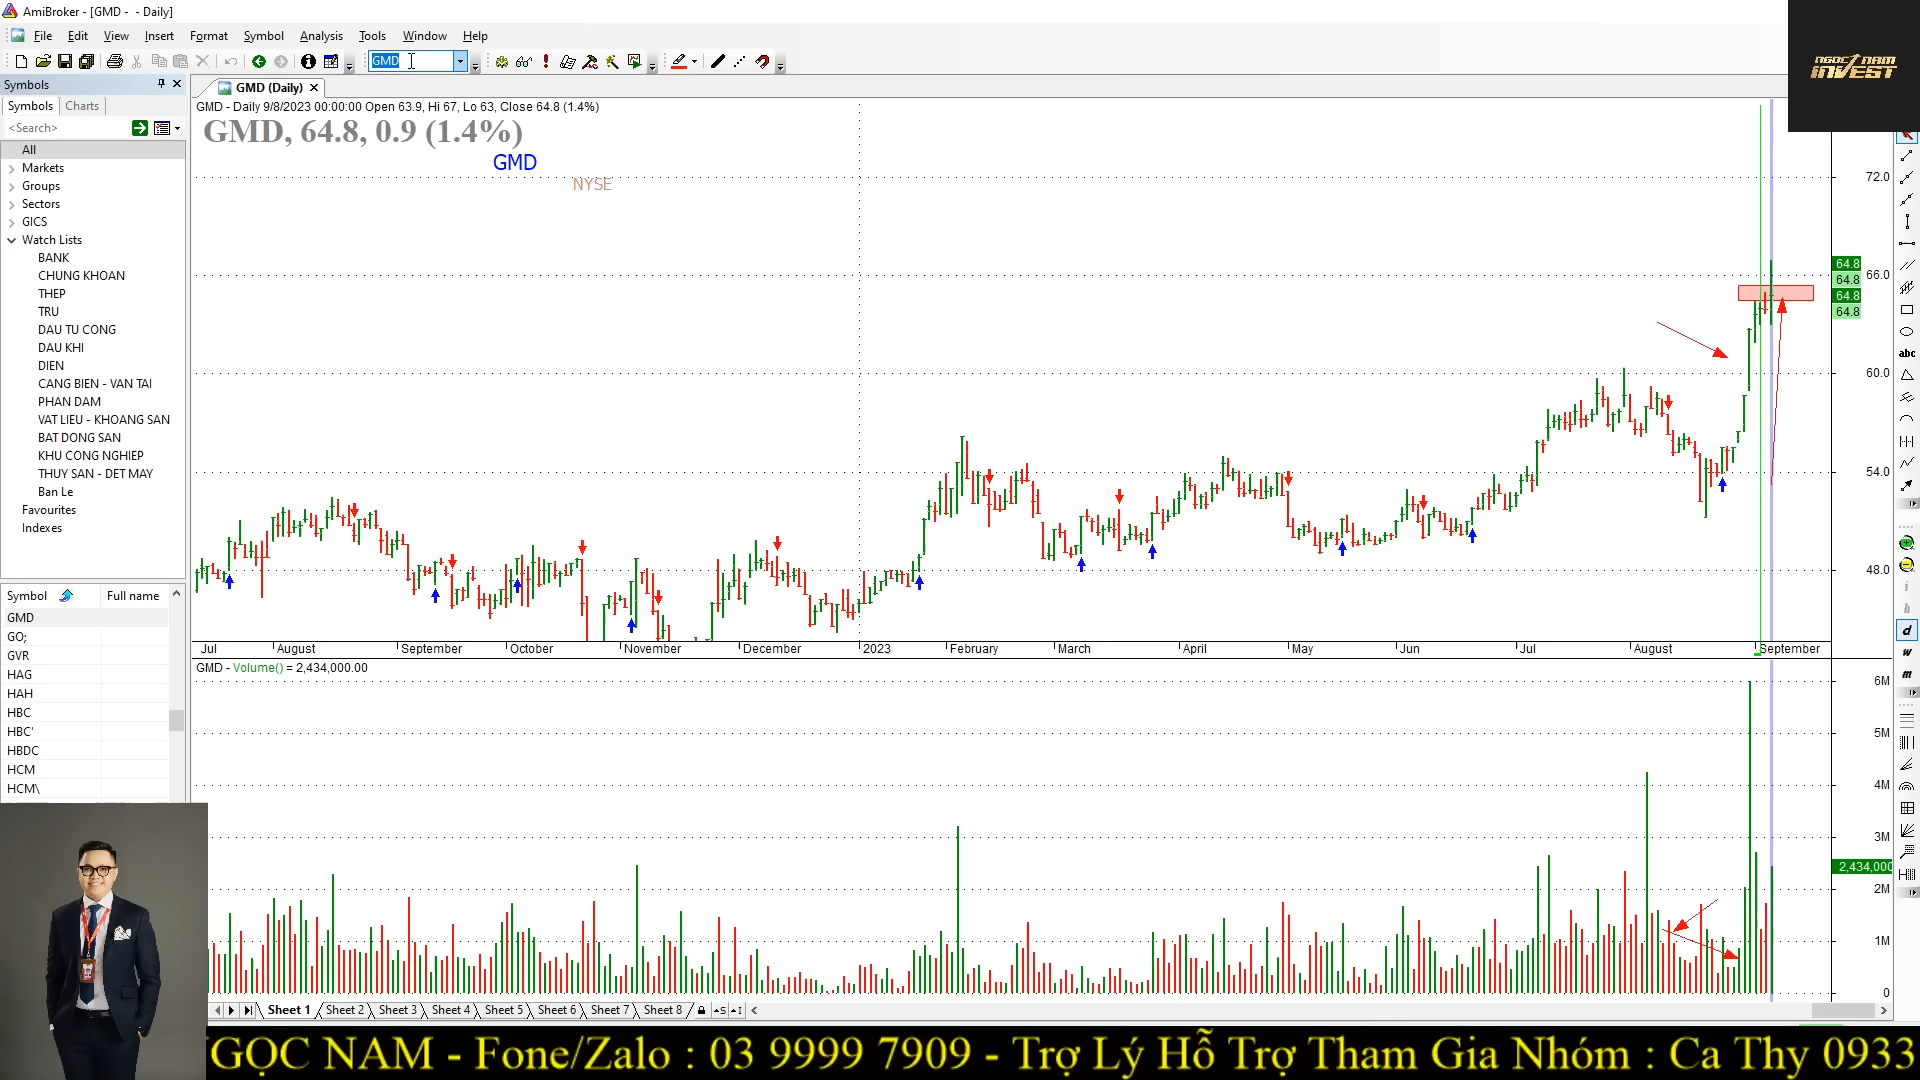 AmiBroker - [GMD - - Daily]
File Edit View Insert Format Symbol Analysis Tools Window Help
GMD
NGOC NAM
INVEST
Symbols
Symbols Charts
<Search>
All
Markets
Groups
Sectors
GICS
Watch Lists
BANK
CHUNG KHOAN
THEP
TRU
DAU TU CONG
DAU KHI
DIEN
CANG BIEN - VAN TAI
PHAN DAM
VAT LIEU - KHOANG SAN
BAT DONG SAN
KHU CONG NGHIEP
THUY SAN - DET MAY
Ban Le
Favourites
Indexes
Symbol Full name
GMD
GO;
GVR
HAG
HAH
HBC
HBC'
HBDC
HCM
HCM\
GMD (Daily)
GMD - Daily 9/8/2023 00:00:00 Open 63.9, Hi 67, Lo 63, Close 64.8 (1.4%)
GMD, 64.8, 0.9 (1.4%)
GMD
NYSE
72.0
66.0
60.0
54.0
48.0
64.8
64.8
64.8
64.8
Jul August September October November December 2023 February March April May Jun Jul August September
GMD - Volume() = 2,434,000.00
6M
5M
4M
3M
2,434,000
2M
1M
0
abc
i
h
d
w
m
Sheet 1 Sheet 2 Sheet 3 Sheet 4 Sheet 5 Sheet 6 Sheet 7 Sheet 8
NGỌC NAM - Fone/Zalo : 03 9999 7909 - Trợ Lý Hỗ Trợ Tham Gia Nhóm : Ca Thy 0933